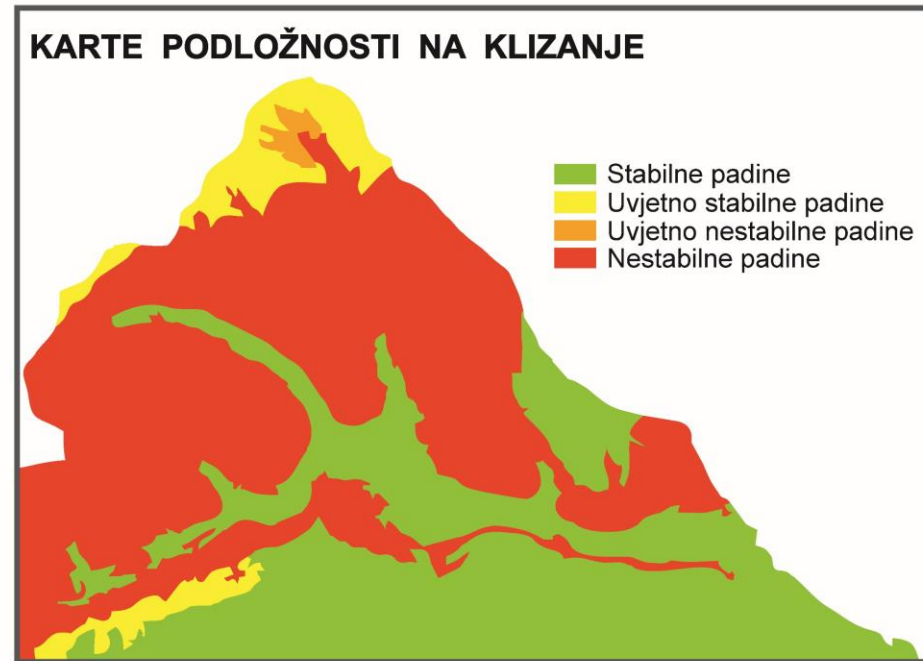 KARTE PODLOŽNOSTI NA KLIZANJE
Stabilne padine
Uvjetno stabilne padine
Uvjetno nestabilne padine
Nestabilne padine